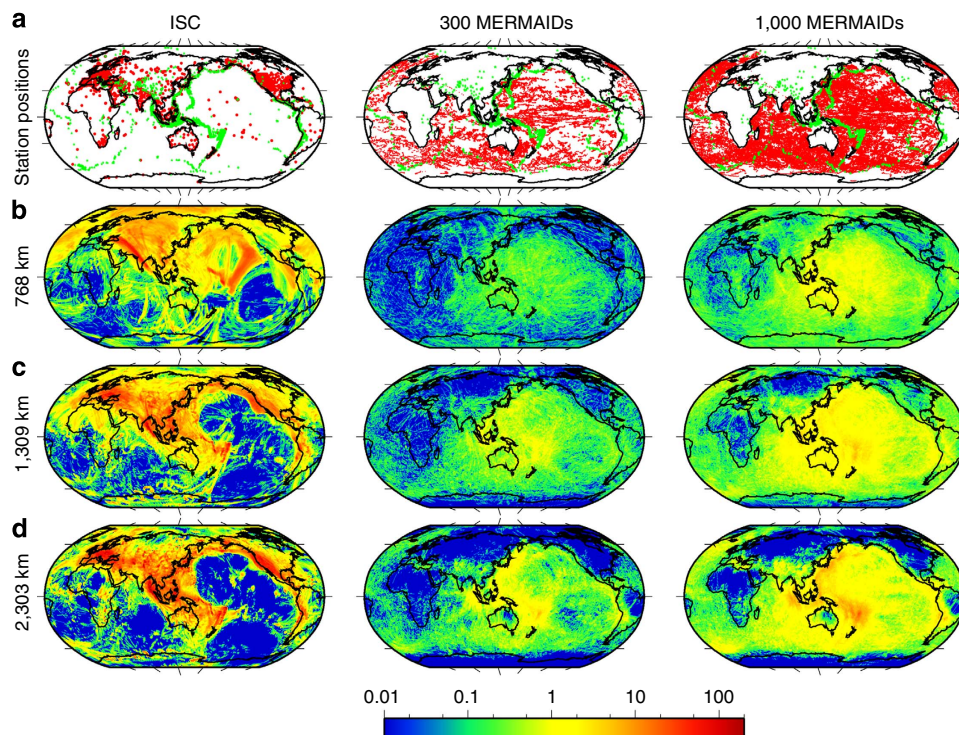 a
ISC
300 MERMAIDs
1,000 MERMAIDs
Station positions
b
768 km
c
1,309 km
d
2,303 km
0.01 0.1 1 10 100